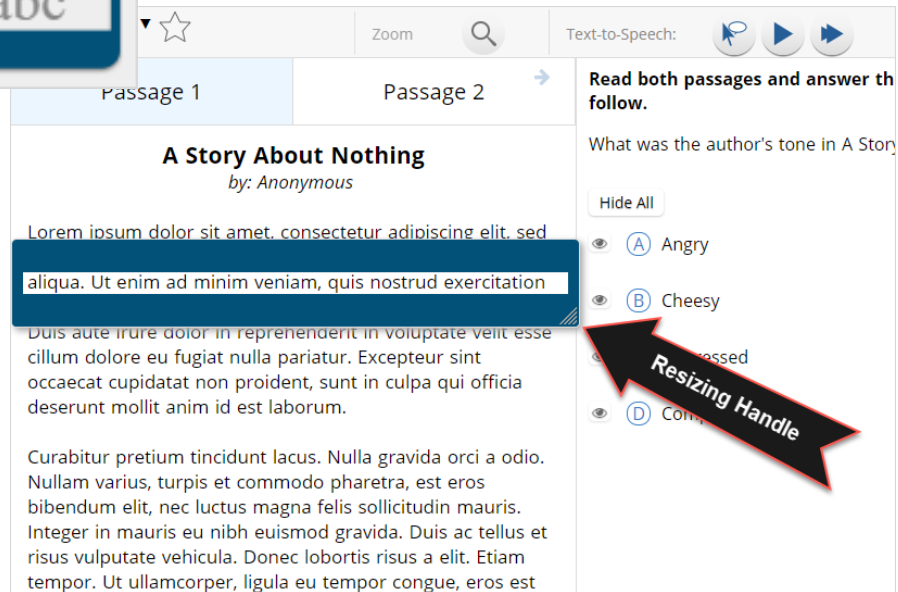 abc
Zoom
Text-to-Speech:
Passage 1
Passage 2
A Story About Nothing
by: Anonymous
Lorem ipsum dolor sit amet, consectetur adipiscing elit, sed
aliqua. Ut enim ad minim veniam, quis nostrud exercitation
Duis aute irure dolor in reprehenderit in voluptate velit esse
cillum dolore eu fugiat nulla pariatur. Excepteur sint
occaecat cupidatat non proident, sunt in culpa qui officia
deserunt mollit anim id est laborum.
Curabitur pretium tincidunt lacus. Nulla gravida orci a odio.
Nullam varius, turpis et commodo pharetra, est eros
bibendum elit, nec luctus magna felis sollicitudin mauris.
Integer in mauris eu nibh euismod gravida. Duis ac tellus et
risus vulputate vehicula. Donec lobortis risus a elit. Etiam
tempor. Ut ullamcorper, ligula eu tempor congue, eros est
Read both passages and answer th
follow.
What was the author's tone in A Story
Hide All
A Angry
B Cheesy
essed
D Com
Resizing Handle